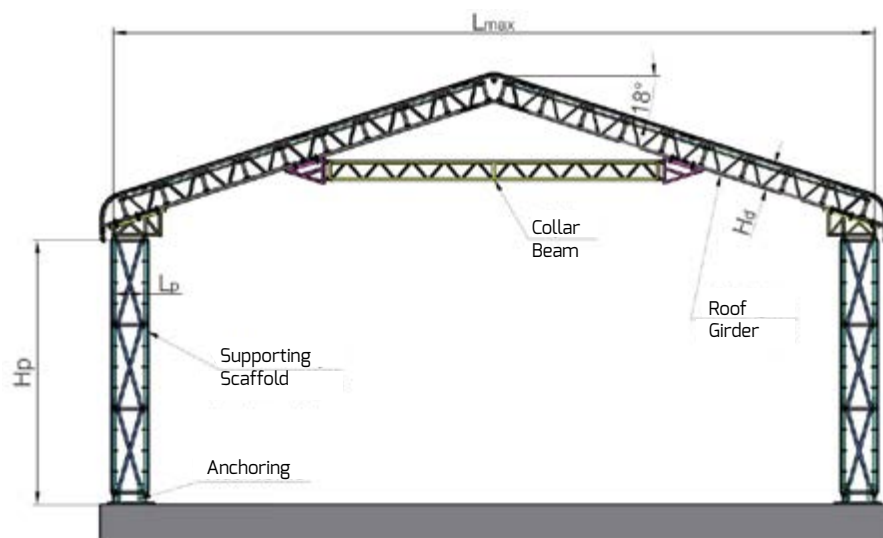 Lmax
18°
Hd
Collar
Beam
Lp
Roof
Girder
Supporting
Scaffold
Hp
Anchoring